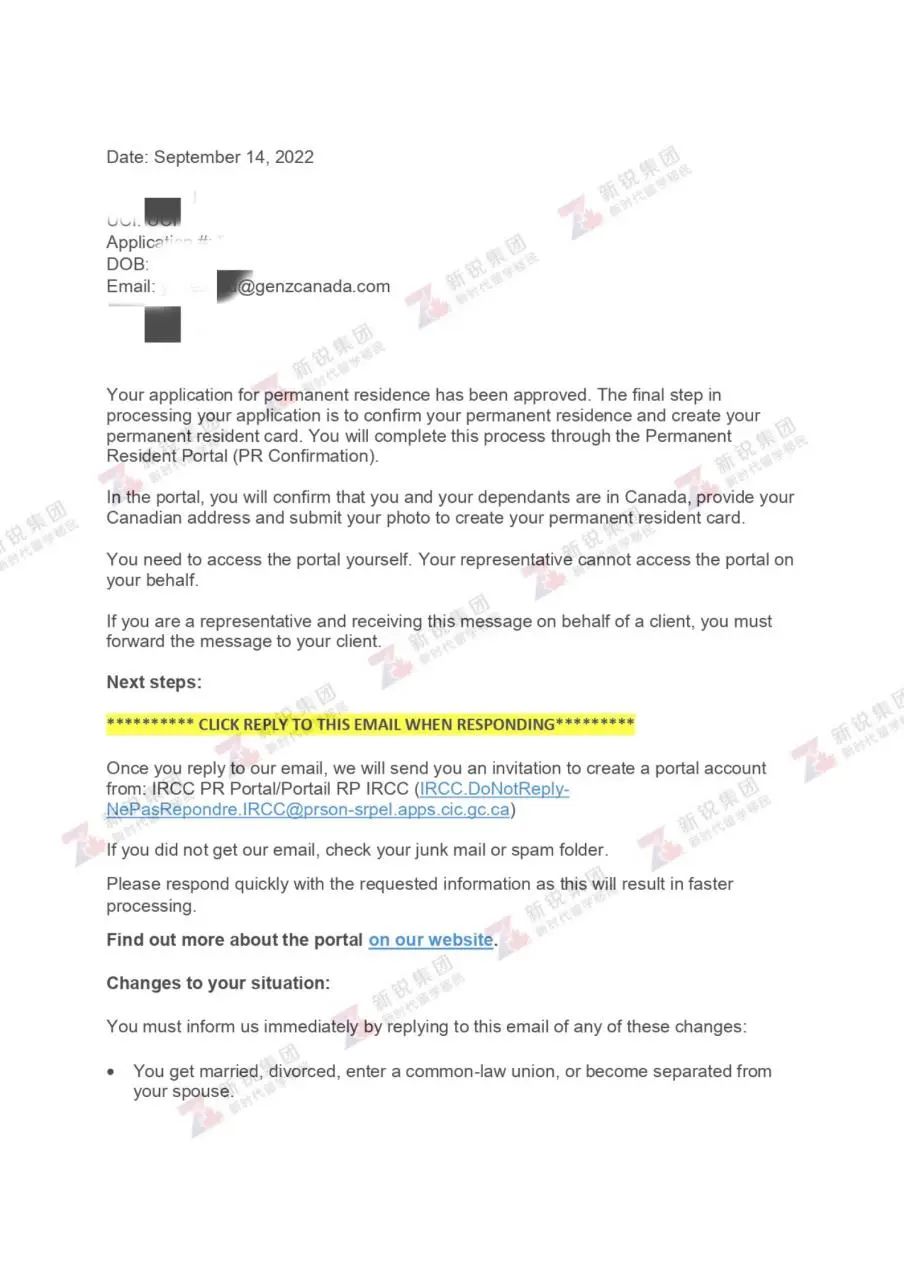 Date: September 14, 2022
UCI: UCI
Application #:
DOB:
Email: @genzcanada.com
Your application for permanent residence has been approved. The final step in
processing your application is to confirm your permanent residence and create your
permanent resident card. You will complete this process through the Permanent
Resident Portal (PR Confirmation).
In the portal, you will confirm that you and your dependants are in Canada, provide your
Canadian address and submit your photo to create your permanent resident card.
You need to access the portal yourself. Your representative cannot access the portal on
your behalf.
If you are a representative and receiving this message on behalf of a client, you must
forward the message to your client.
Next steps:
********** CLICK REPLY TO THIS EMAIL WHEN RESPONDING*********
Once you reply to our email, we will send you an invitation to create a portal account
from: IRCC PR Portal/Portail RP IRCC (IRCC.DoNotReply-
NePasRepondre.IRCC@prson-srpel.apps.cic.gc.ca)
If you did not get our email, check your junk mail or spam folder.
Please respond quickly with the requested information as this will result in faster
processing.
Find out more about the portal on our website.
Changes to your situation:
You must inform us immediately by replying to this email of any of these changes:
• You get married, divorced, enter a common-law union, or become separated from
your spouse.
新锐集团
新时代留学移民